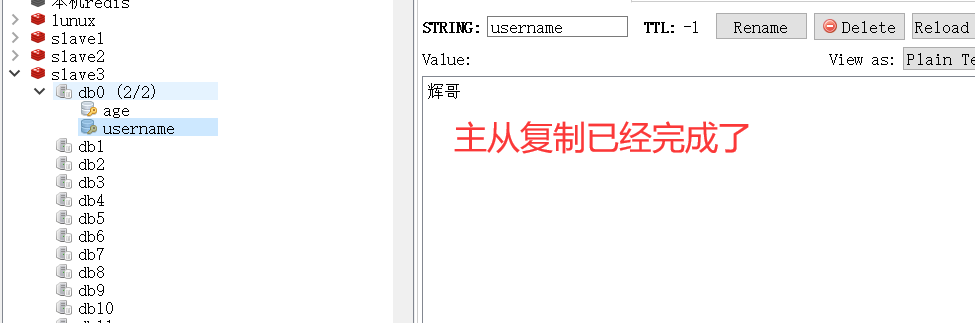 本机redis
lunux
slave1
slave2
slave3
db0 (2/2)
age
username
db1
db2
db3
db4
db5
db6
db7
db8
db9
db10
STRING: username TTL: -1 Rename Delete Reload
Value: View as: Plain Te
辉哥
主从复制已经完成了